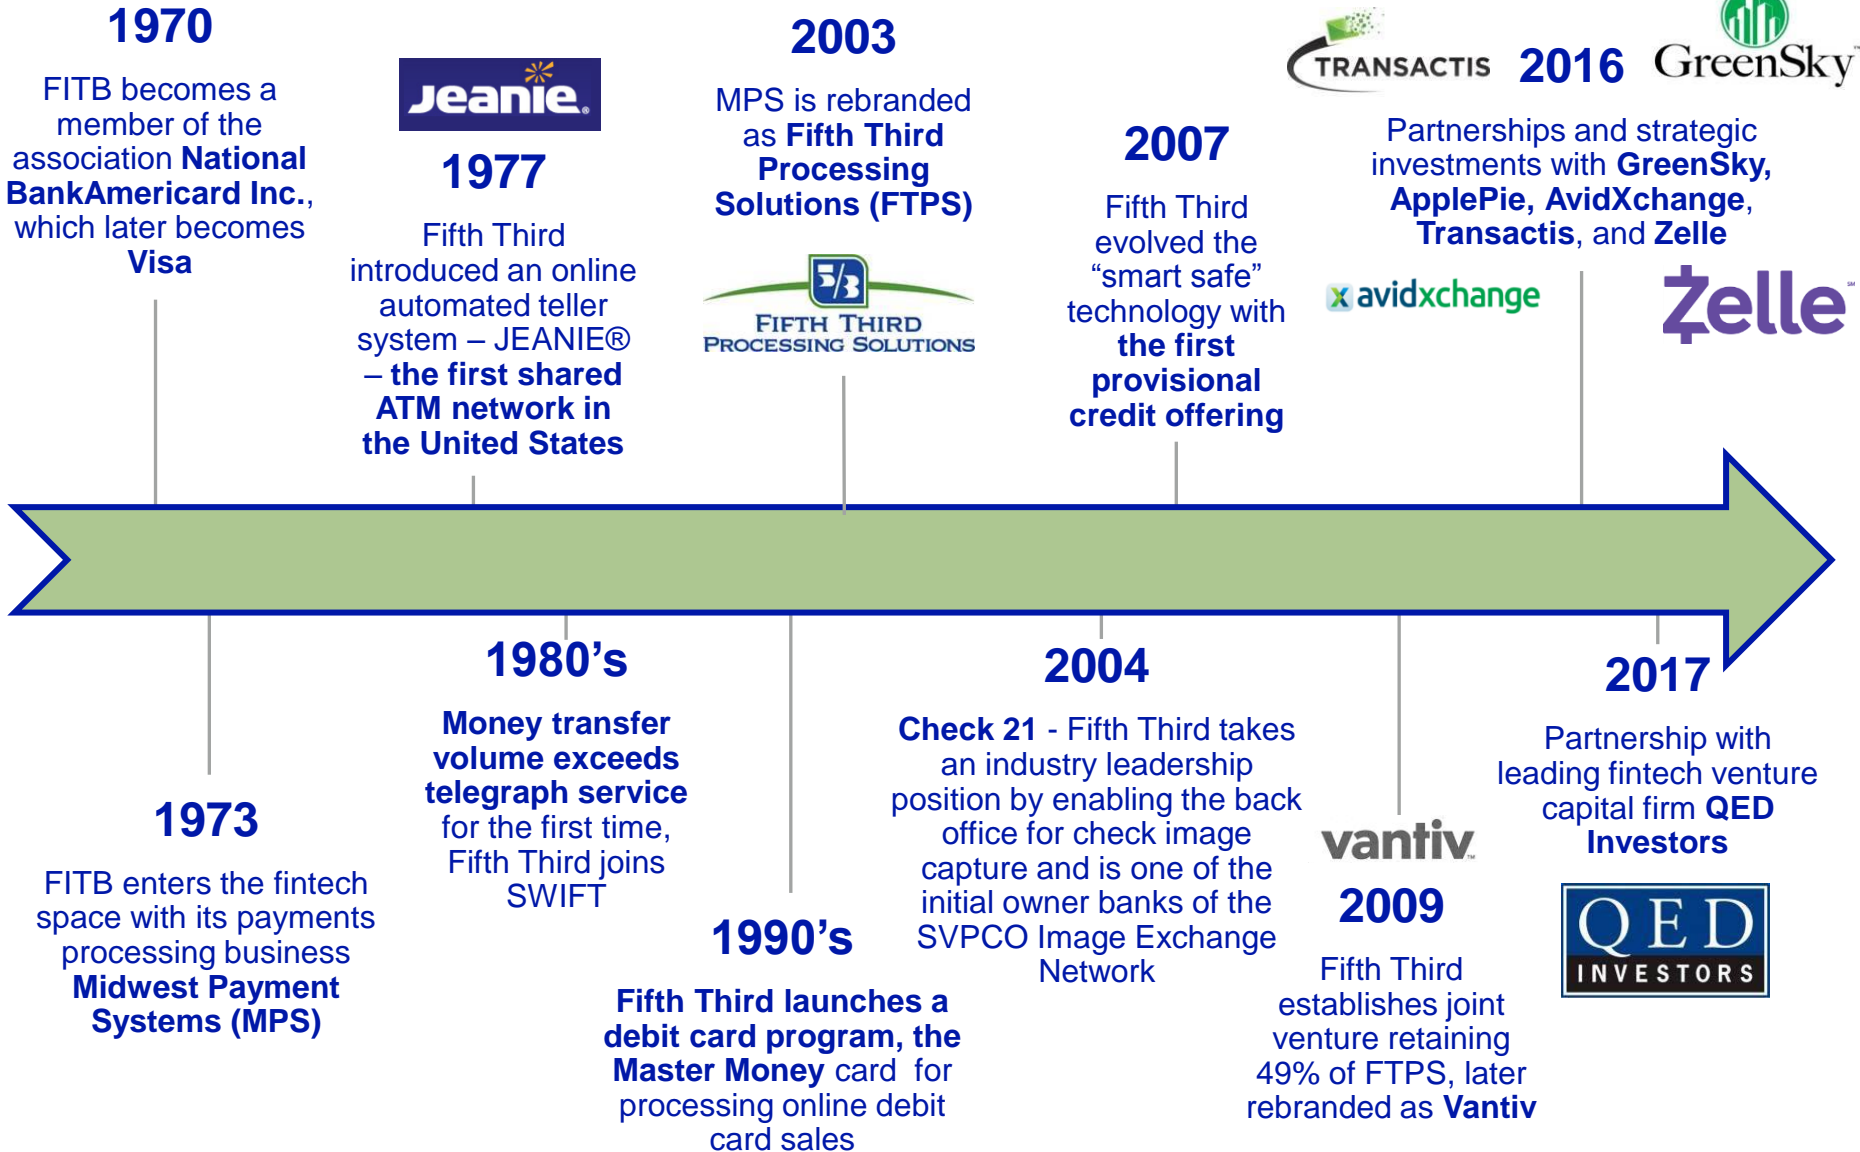 1970
FITB becomes a
member of the
association National
BankAmericard Inc.,
which later becomes
Visa
Jeanie®
1977
Fifth Third
introduced an online
automated teller
system – JEANIE®
– the first shared
ATM network in
the United States
2003
MPS is rebranded
as Fifth Third
Processing
Solutions (FTPS)
5/3
FIFTH THIRD
PROCESSING SOLUTIONS
2007
Fifth Third
evolved the
“smart safe”
technology with
the first
provisional
credit offering
TRANSACTIS
2016
GreenSky™
Partnerships and strategic
investments with GreenSky,
ApplePie, AvidXchange,
Transactis, and Zelle
x avidxchange
Zelle℠
1973
FITB enters the fintech
space with its payments
processing business
Midwest Payment
Systems (MPS)
1980’s
Money transfer
volume exceeds
telegraph service
for the first time,
Fifth Third joins
SWIFT
1990’s
Fifth Third launches a
debit card program, the
Master Money card for
processing online debit
card sales
2004
Check 21 - Fifth Third takes
an industry leadership
position by enabling the back
office for check image
capture and is one of the
initial owner banks of the
SVPCO Image Exchange
Network
vantiv™
2009
Fifth Third
establishes joint
venture retaining
49% of FTPS, later
rebranded as Vantiv
2017
Partnership with
leading fintech venture
capital firm QED
Investors
QED
INVESTORS